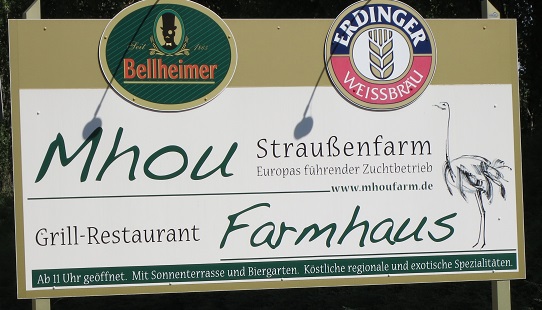 Seit
Bellheimer
ERDINGER
WEISSBRÄU
Mhou Straußenfarm
Europas führender Zuchtbetrieb
www.mhoufarm.de
Grill-Restaurant Farmhaus
Ab 11 Uhr geöffnet. Mit Sonnenterrasse und Biergarten. Köstliche regionale und exotische Spezialitäten.